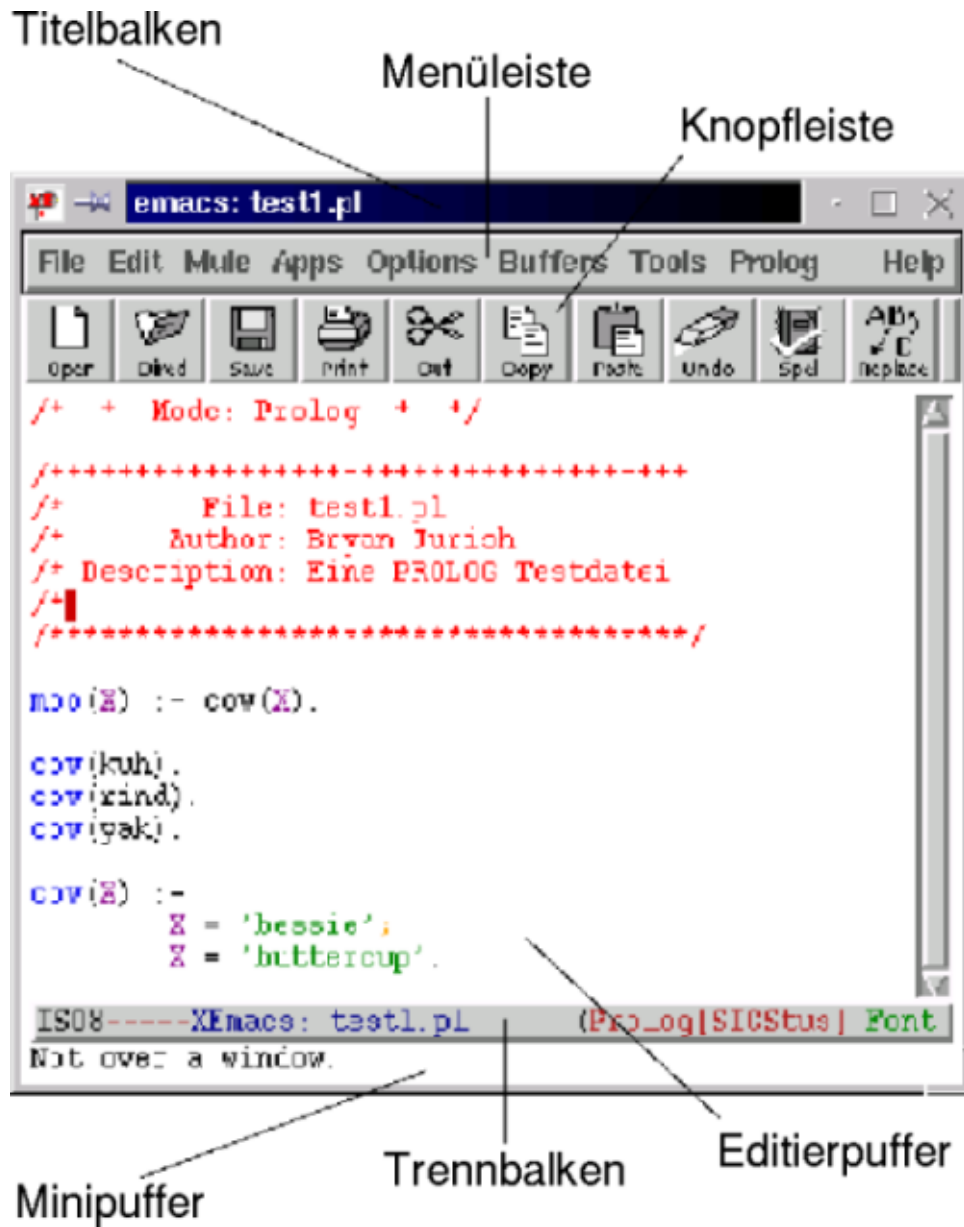 Titelbalken
Menüleiste
Knopfleiste
emacs: test1.pl
File Edit Mule Apps Options Buffers Tools Prolog Help
Open Dired Save Print Cut Copy Paste Undo Spell Replace
/* * Mode: Prolog * */
/************************************
/* File: test1.pl
/* Author: Bryan Jurish
/* Description: Eine PROLOG Testdatei
/*
/*************************************/
moo(X) :- cow(X).
cow(kuh).
cow(rind).
cow(yak).
cow(X) :-
X = 'bessie';
X = 'buttercup'.
ISO8-----XEmacs: test1.pl (Prolog[SICStus] Font
Not over a window.
Trennbalken
Editierpuffer
Minipuffer